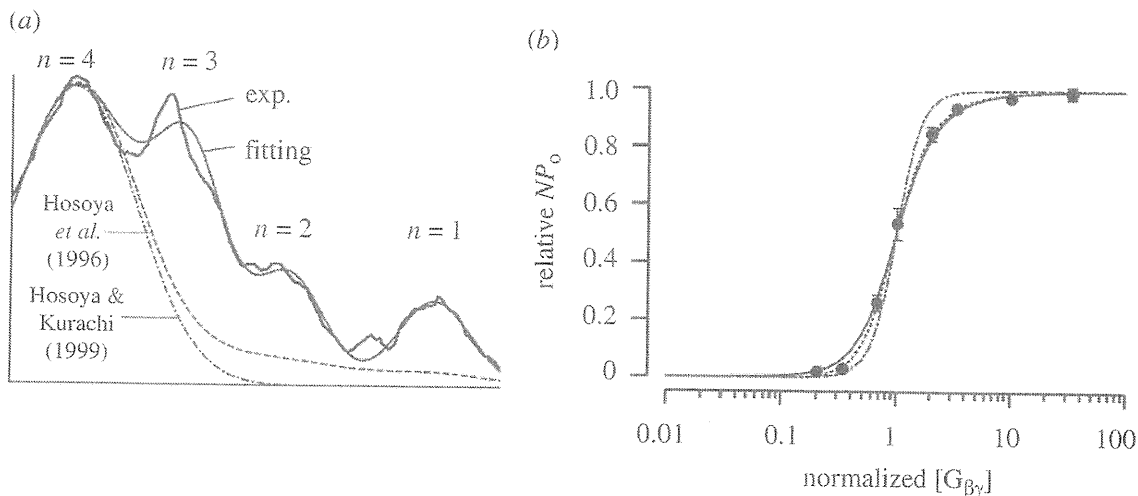 (a)
n = 4
n = 3
exp.
fitting
Hosoya
et al.
(1996)
n = 2
n = 1
Hosoya &
Kurachi
(1999)
(b)
relative NPo
1.0
0.8
0.6
0.4
0.2
0
0.01 0.1 1 10 100
normalized [Gβγ]